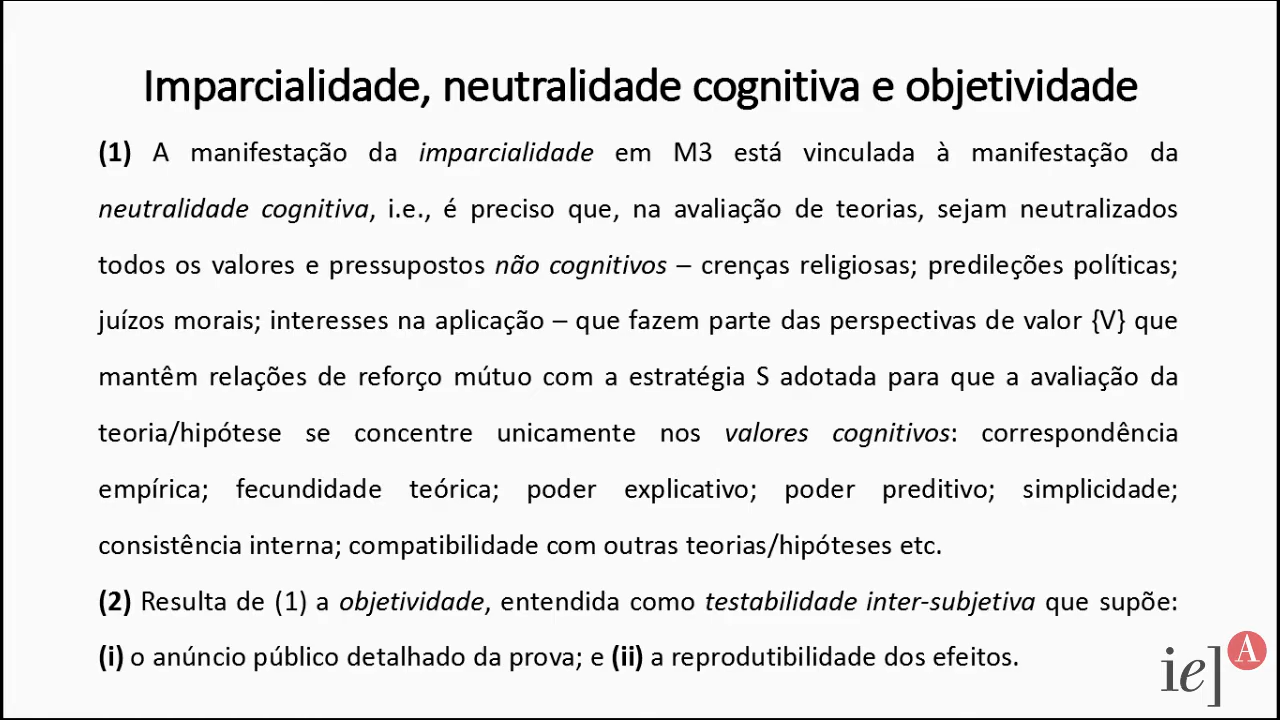 Imparcialidade, neutralidade cognitiva e objetividade
(1) A manifestação da imparcialidade em M3 está vinculada à manifestação da
neutralidade cognitiva, i.e., é preciso que, na avaliação de teorias, sejam neutralizados
todos os valores e pressupostos não cognitivos – crenças religiosas; predileções políticas;
juízos morais; interesses na aplicação – que fazem parte das perspectivas de valor {V} que
mantêm relações de reforço mútuo com a estratégia S adotada para que a avaliação da
teoria/hipótese se concentre unicamente nos valores cognitivos: correspondência
empírica; fecundidade teórica; poder explicativo; poder preditivo; simplicidade;
consistência interna; compatibilidade com outras teorias/hipóteses etc.
(2) Resulta de (1) a objetividade, entendida como testabilidade inter-subjetiva que supõe:
(i) o anúncio público detalhado da prova; e (ii) a reprodutibilidade dos efeitos.
ie] A